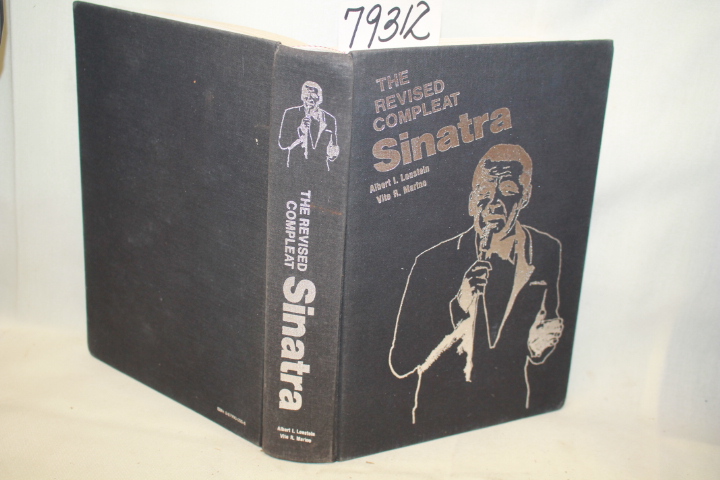 79312
THE
REVISED
COMPLEAT
Sinatra
Albert I. Lonstein
Vito R. Marino
THE REVISED
COMPLEAT
Sinatra
Albert I. Lonstein
Vito R. Marino